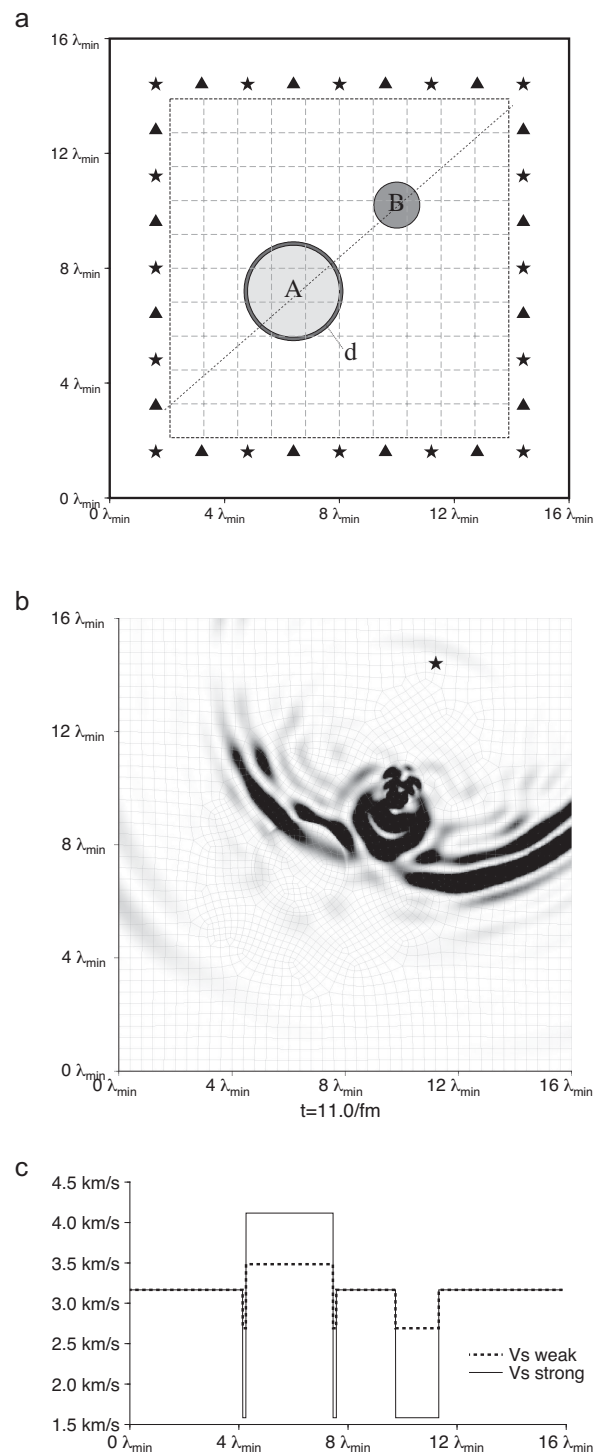 a
16 λmin
12 λmin
8 λmin
4 λmin
0 λmin
A
B
d
0 λmin 4 λmin 8 λmin 12 λmin 16 λmin
b
16 λmin
12 λmin
8 λmin
4 λmin
0 λmin
0 λmin 4 λmin 8 λmin 12 λmin 16 λmin
t=11.0/fm
c
4.5 km/s
4.0 km/s
3.5 km/s
3.0 km/s
2.5 km/s
2.0 km/s
1.5 km/s
Vs weak
Vs strong
0 λmin 4 λmin 8 λmin 12 λmin 16 λmin